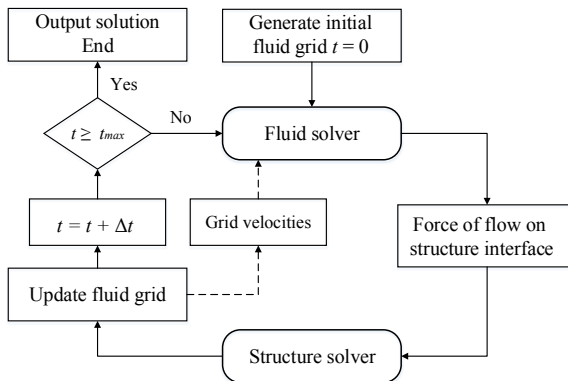 Output solution
End
Generate initial
fluid grid t = 0
Yes
t ≥ tmax
No
Fluid solver
t = t + Δt
Grid velocities
Force of flow on
structure interface
Update fluid grid
Structure solver